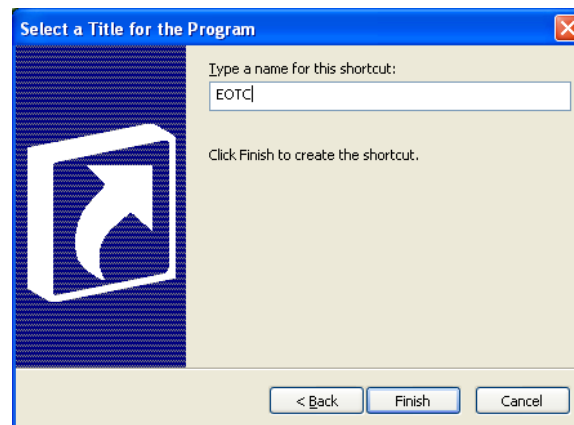 Select a Title for the Program
Type a name for this shortcut:
EOTC
Click Finish to create the shortcut.
< Back Finish Cancel